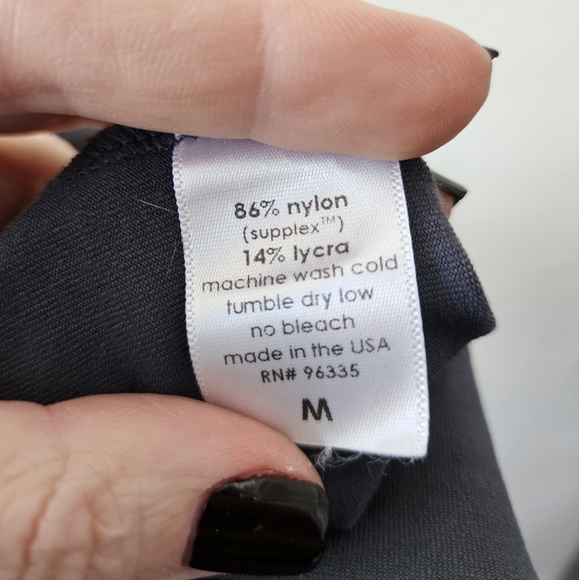 86% nylon
(supplex™)
14% lycra
machine wash cold
tumble dry low
no bleach
made in the USA
RN# 96335
M